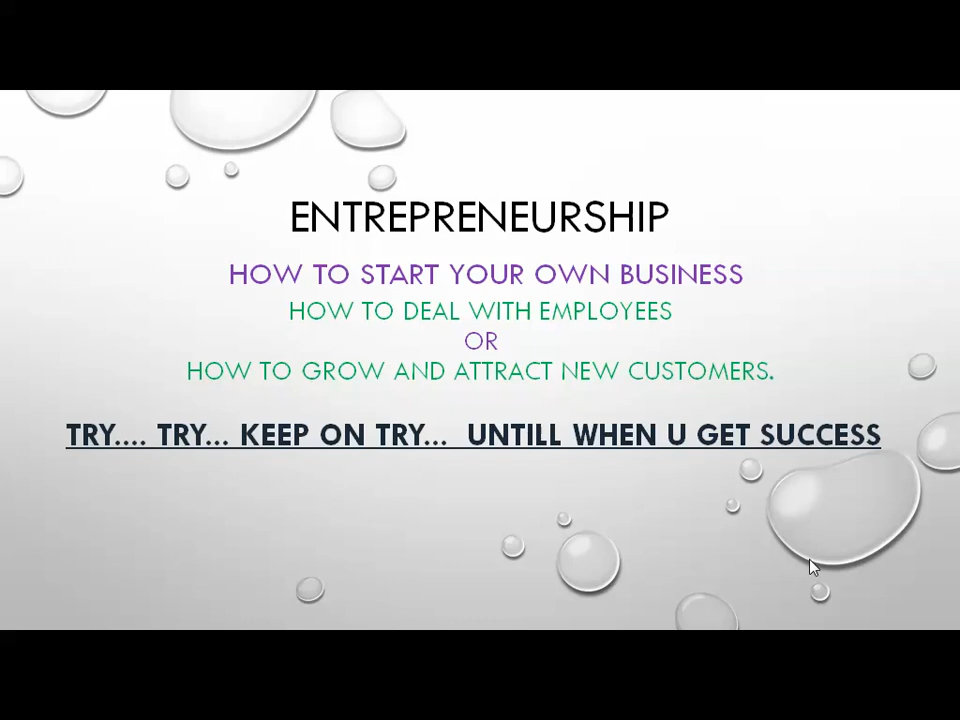 ENTREPRENEURSHIP
HOW TO START YOUR OWN BUSINESS
HOW TO DEAL WITH EMPLOYEES
OR
HOW TO GROW AND ATTRACT NEW CUSTOMERS.
TRY.... TRY... KEEP ON TRY... UNTILL WHEN U GET SUCCESS